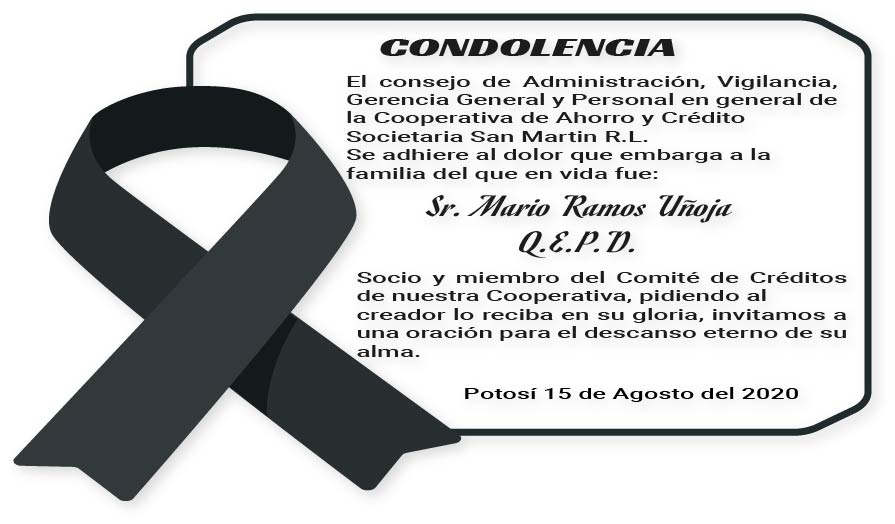 CONDOLENCIA
El consejo de Administración, Vigilancia,
Gerencia General y Personal en general de
la Cooperativa de Ahorro y Crédito
Societaria San Martin R.L.
Se adhiere al dolor que embarga a la
familia del que en vida fue:
Sr. Mario Ramos Uñoja
Q.E.P.D.
Socio y miembro del Comité de Créditos
de nuestra Cooperativa, pidiendo al
creador lo reciba en su gloria, invitamos a
una oración para el descanso eterno de su
alma.
Potosí 15 de Agosto del 2020